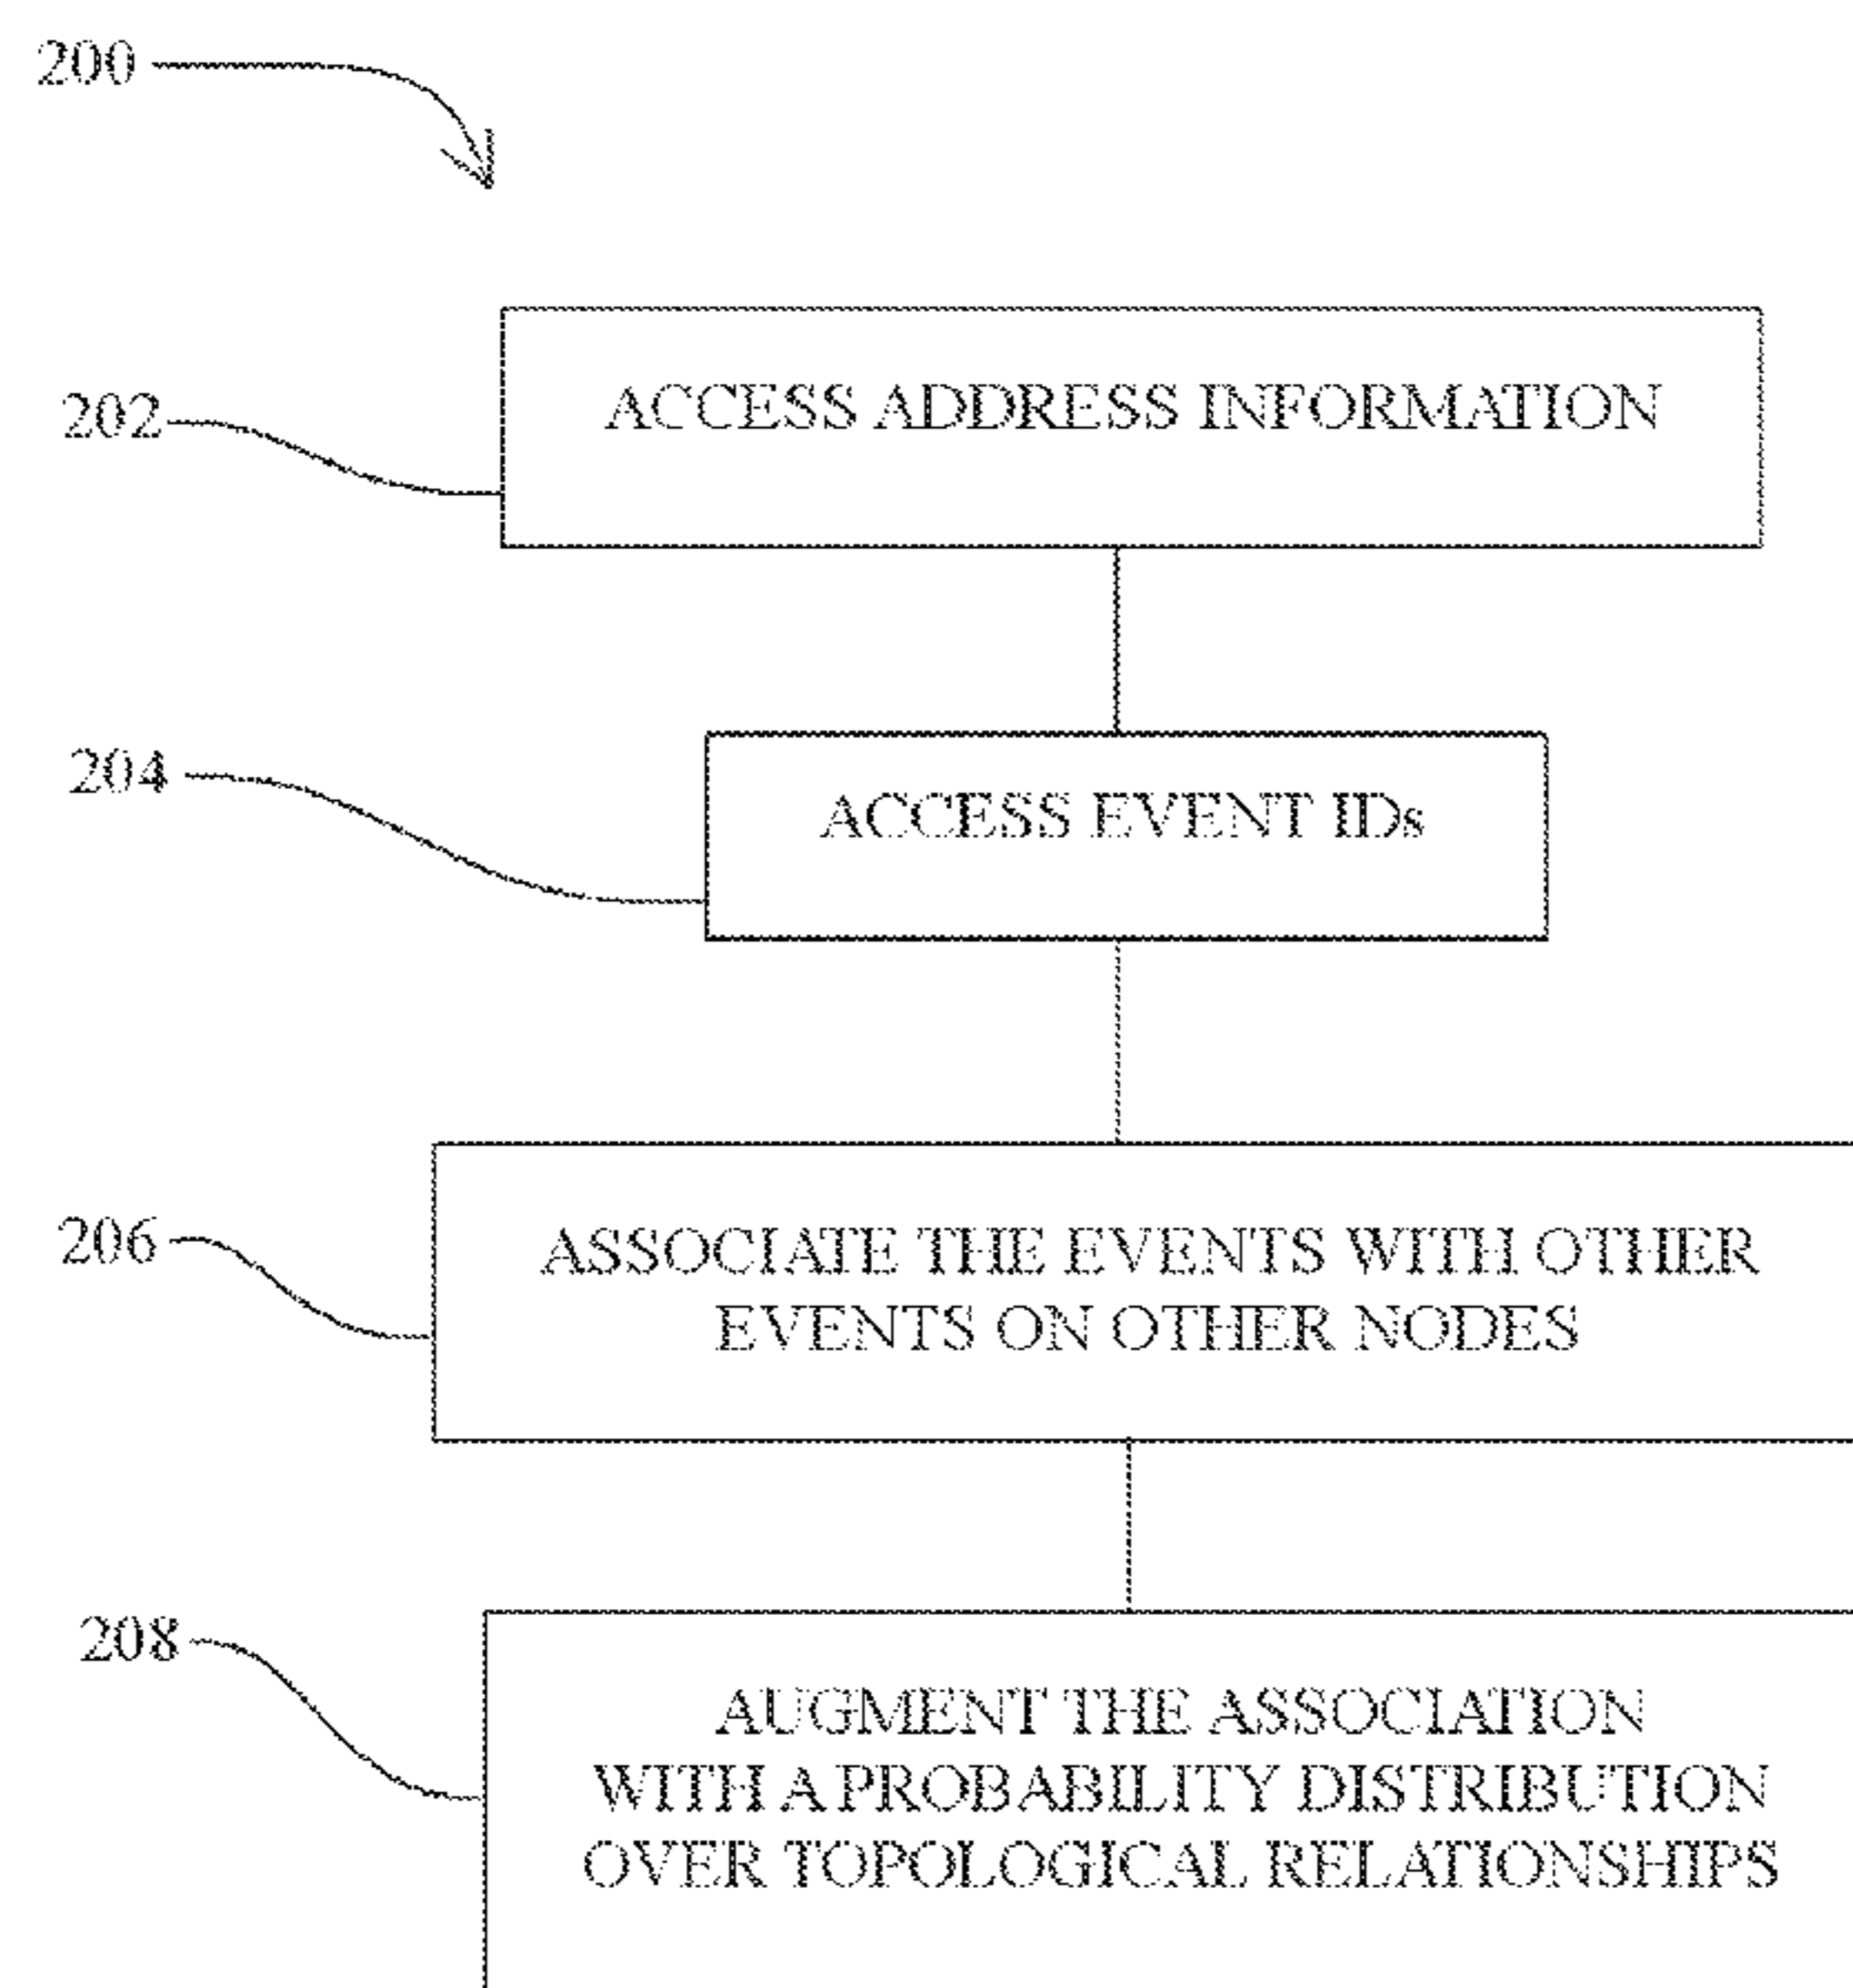 200
202
ACCESS ADDRESS INFORMATION
204
ACCESS EVENT IDs
206
ASSOCIATE THE EVENTS WITH OTHER
EVENTS ON OTHER NODES
208
AUGMENT THE ASSOCIATION
WITH A PROBABILITY DISTRIBUTION
OVER TOPOLOGICAL RELATIONSHIPS